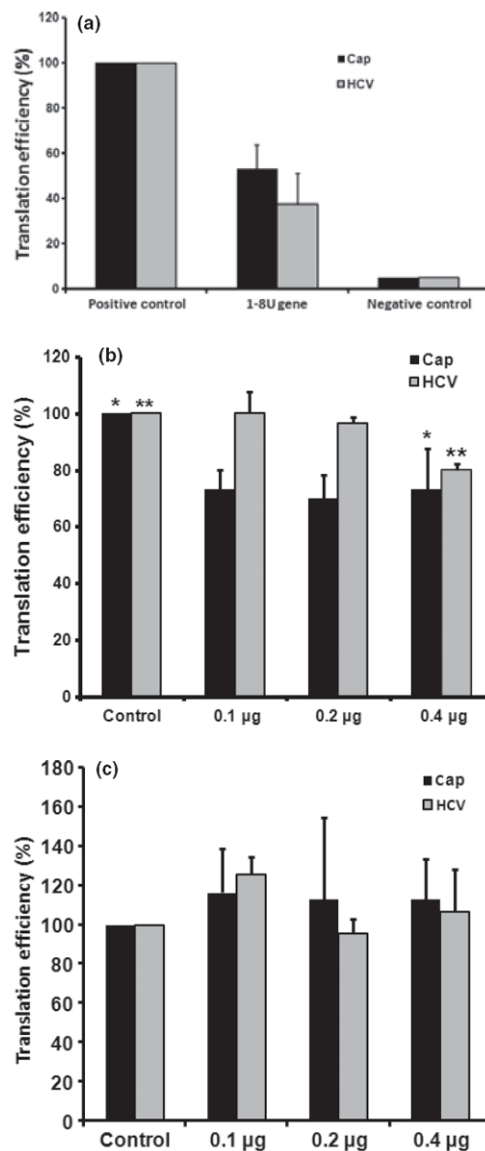 (a)
Translation efficiency (%)
120
100
80
60
40
20
0
Cap
HCV
Positive control 1-8U gene Negative control
(b)
Translation efficiency (%)
120
100
80
60
40
20
0
Cap
HCV
* ** * **
Control 0.1 µg 0.2 µg 0.4 µg
(c)
Translation efficiency (%)
180
160
140
120
100
80
60
40
20
0
Cap
HCV
Control 0.1 µg 0.2 µg 0.4 µg